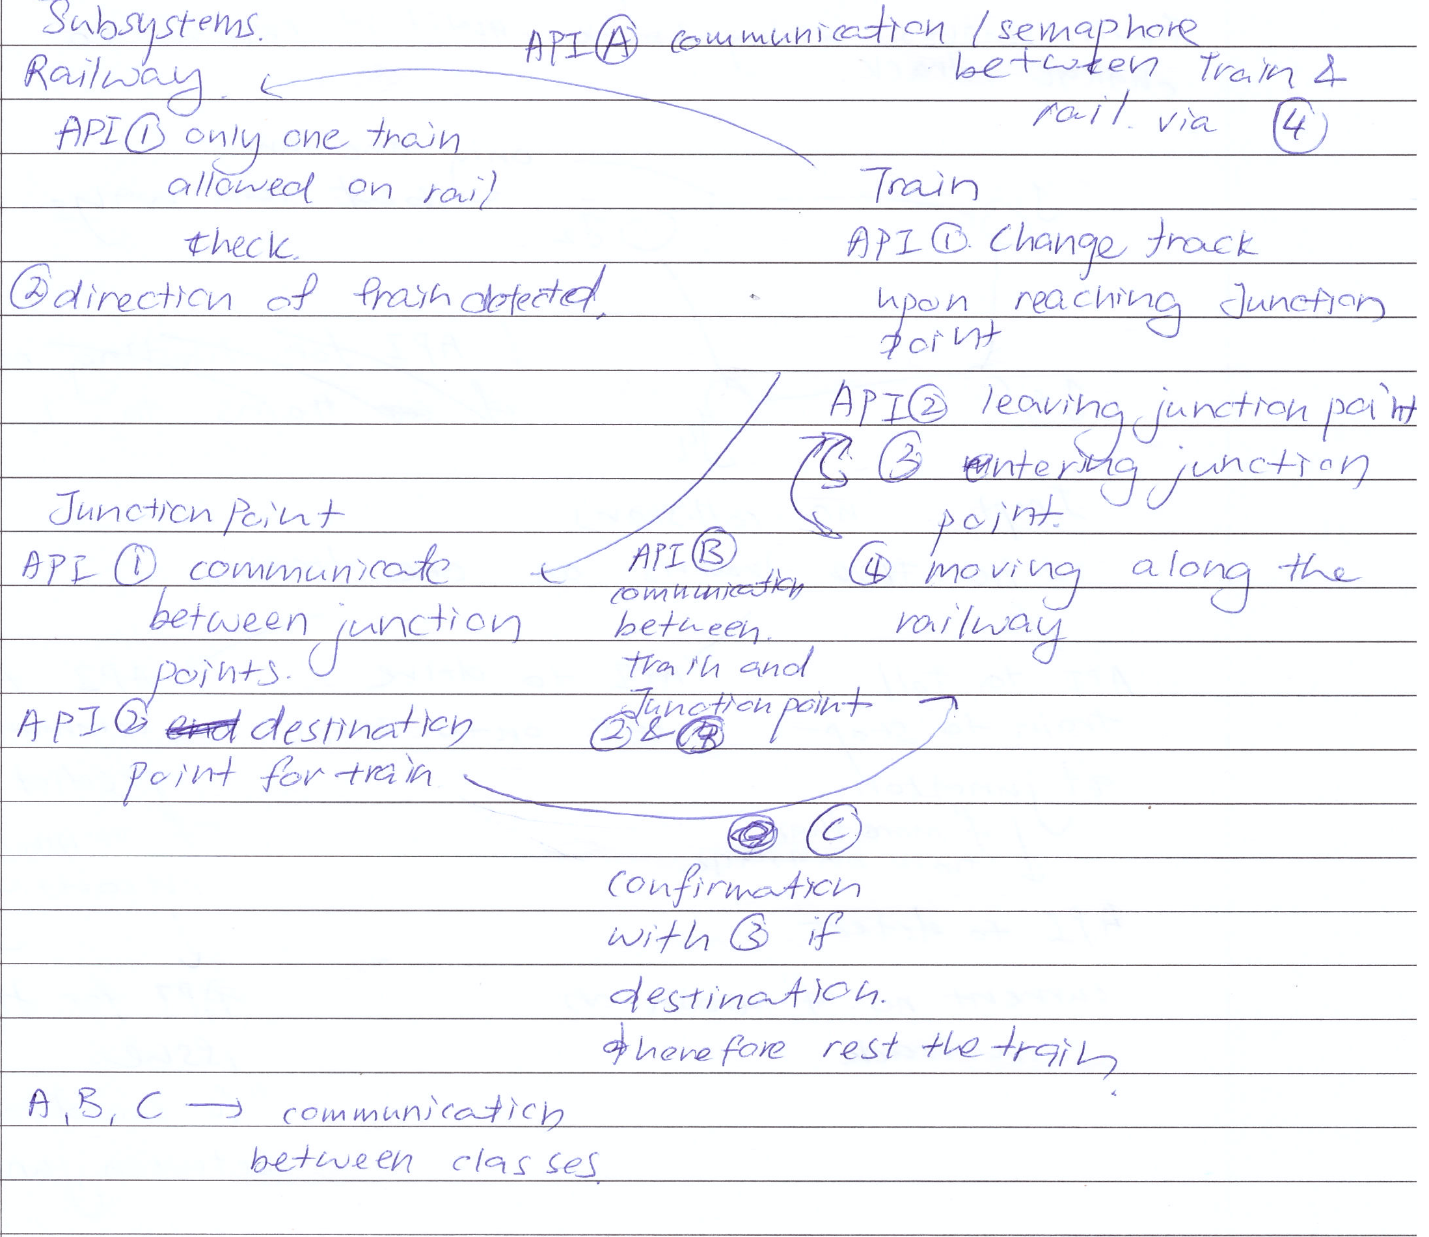 Subsystems.
API Ⓐ communication / semaphore
between Train &
rail. via ④
Railway.
API ① only one train
allowed on rail
check.
② direction of train detected.
Train
API ①. Change track
upon reaching Junction
point
API ② leaving junction point
③ entering junction
point.
④ moving along the
railway
Junction Point
API ① communicate
between junction
points.
API ② destination
point for train
API Ⓑ
communication
between.
train and
Junction point
② &
Ⓒ
Confirmation
with ③ if
destination.
therefore rest the train.
A, B, C → communication
between classes.